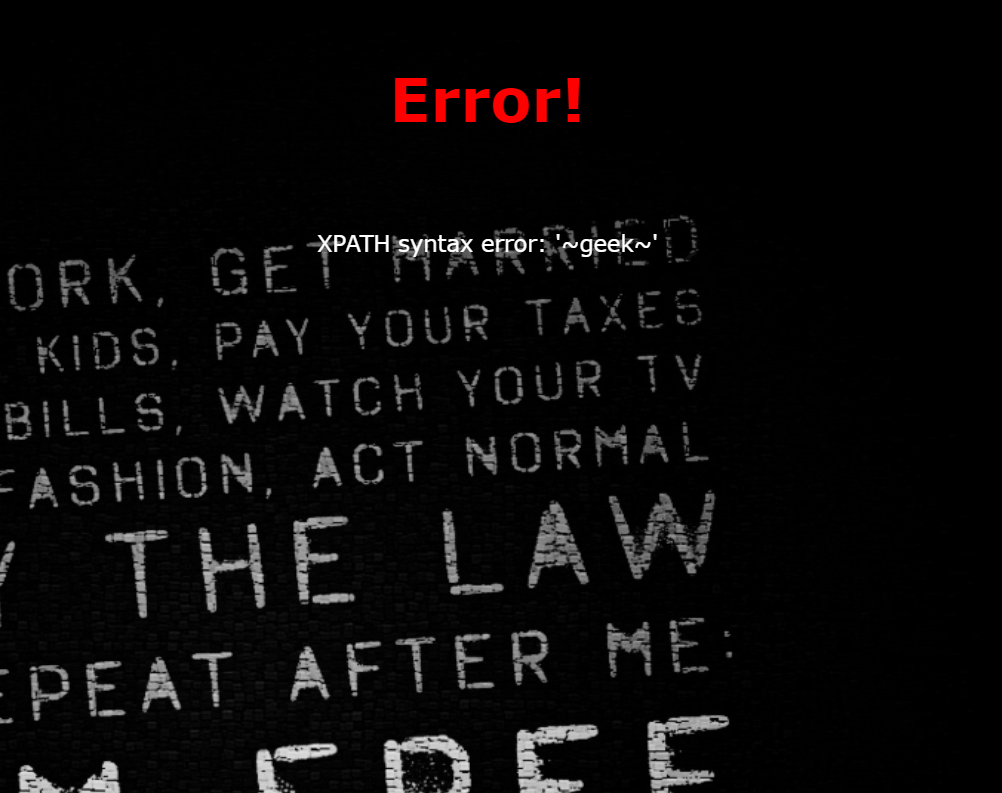 Error!
XPATH syntax error: '~geek~'
ORK, GET MARRIED
KIDS, PAY YOUR TAXES
BILLS, WATCH YOUR TV
FASHION, ACT NORMAL
Y THE LAW
EPEAT AFTER ME:
M FREE